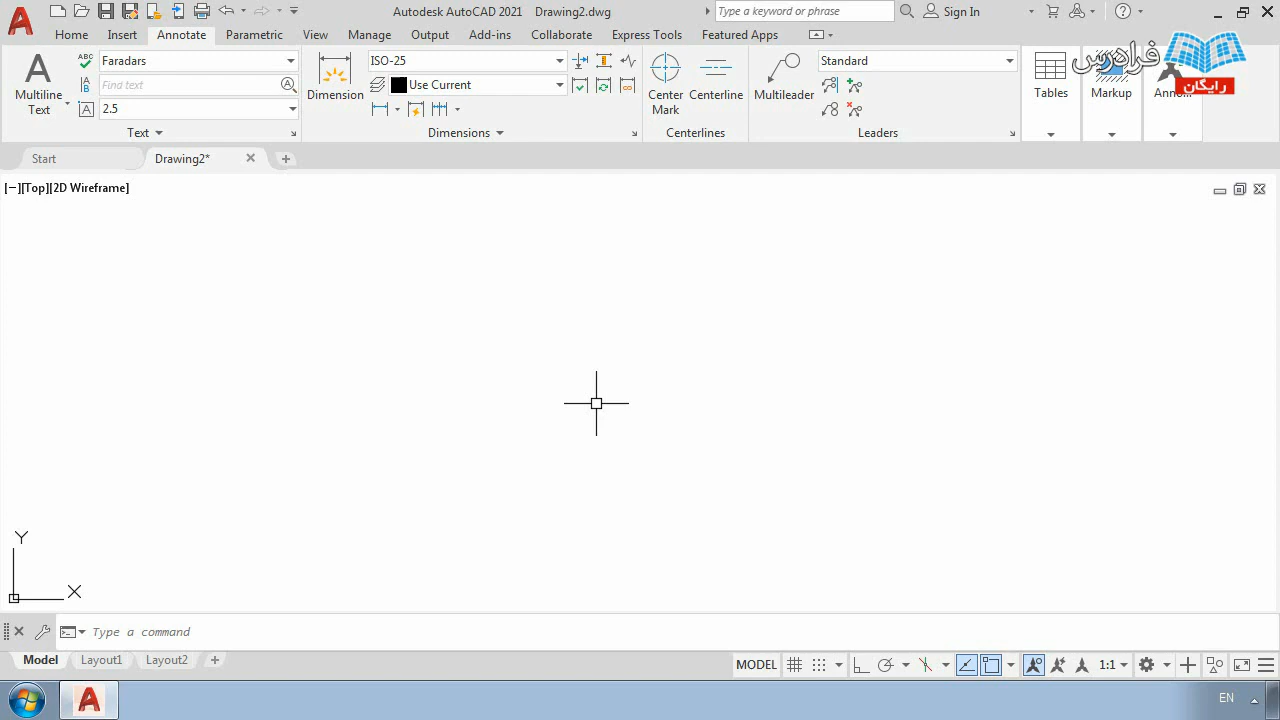 Autodesk AutoCAD 2021 Drawing2.dwg
Type a keyword or phrase
Sign In
Home Insert Annotate Parametric View Manage Output Add-ins Collaborate Express Tools Featured Apps
فرادرس
رایگان
Multiline
Text
ABC
Faradars
Find text
2.5
Text
Dimension
ISO-25
Use Current
Dimensions
Center
Mark
Centerline
Centerlines
Multileader
Standard
Leaders
Tables
Markup
Start
Drawing2*
[−][Top][2D Wireframe]
Y
X
Type a command
Model Layout1 Layout2
MODEL
1:1
EN